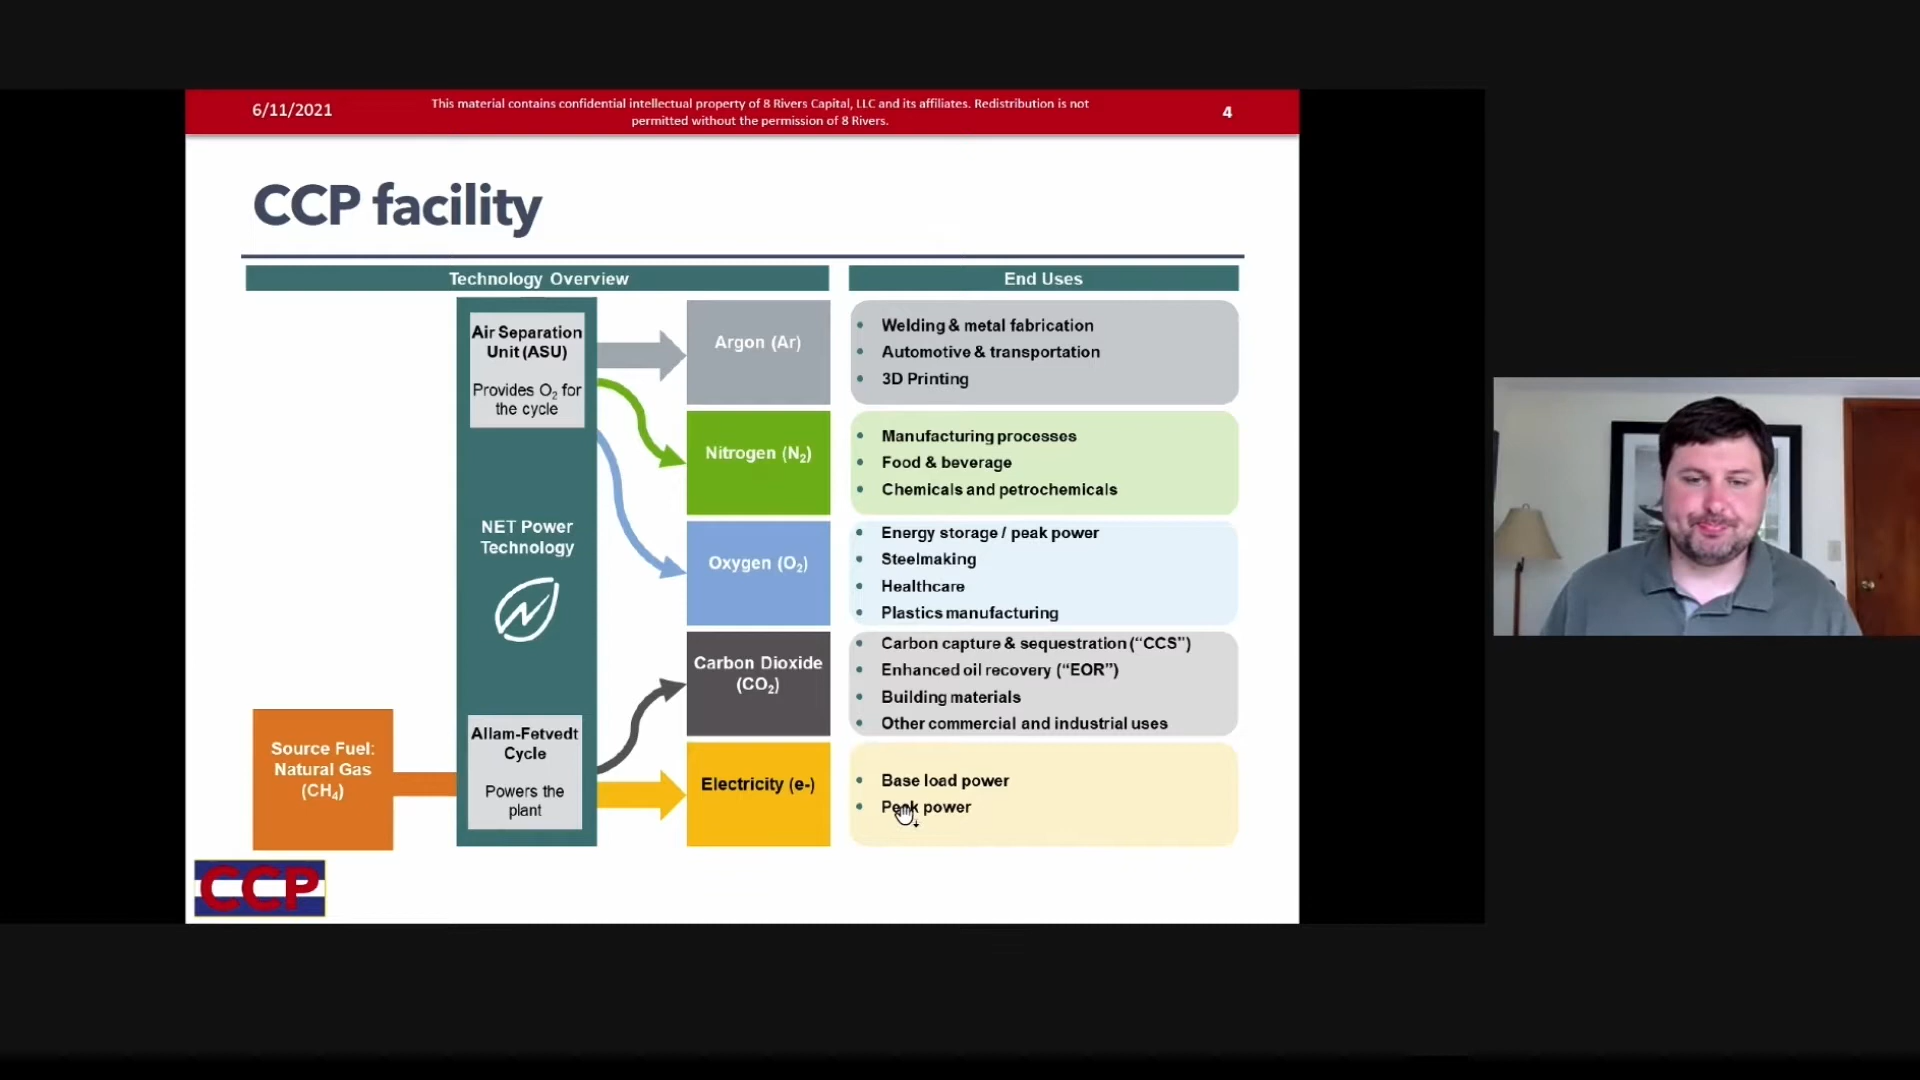 6/11/2021
This material contains confidential intellectual property of 8 Rivers Capital, LLC and its affiliates. Redistribution is not
permitted without the permission of 8 Rivers.
4
CCP facility
Technology Overview
End Uses
Air Separation
Unit (ASU)
Provides O₂ for
the cycle
NET Power
Technology
Allam-Fetvedt
Cycle
Powers the
plant
Source Fuel:
Natural Gas
(CH₄)
Argon (Ar)
• Welding & metal fabrication
• Automotive & transportation
• 3D Printing
Nitrogen (N₂)
• Manufacturing processes
• Food & beverage
• Chemicals and petrochemicals
Oxygen (O₂)
• Energy storage / peak power
• Steelmaking
• Healthcare
• Plastics manufacturing
Carbon Dioxide
(CO₂)
• Carbon capture & sequestration (“CCS”)
• Enhanced oil recovery (“EOR”)
• Building materials
• Other commercial and industrial uses
Electricity (e-)
• Base load power
• Peak power
CCP